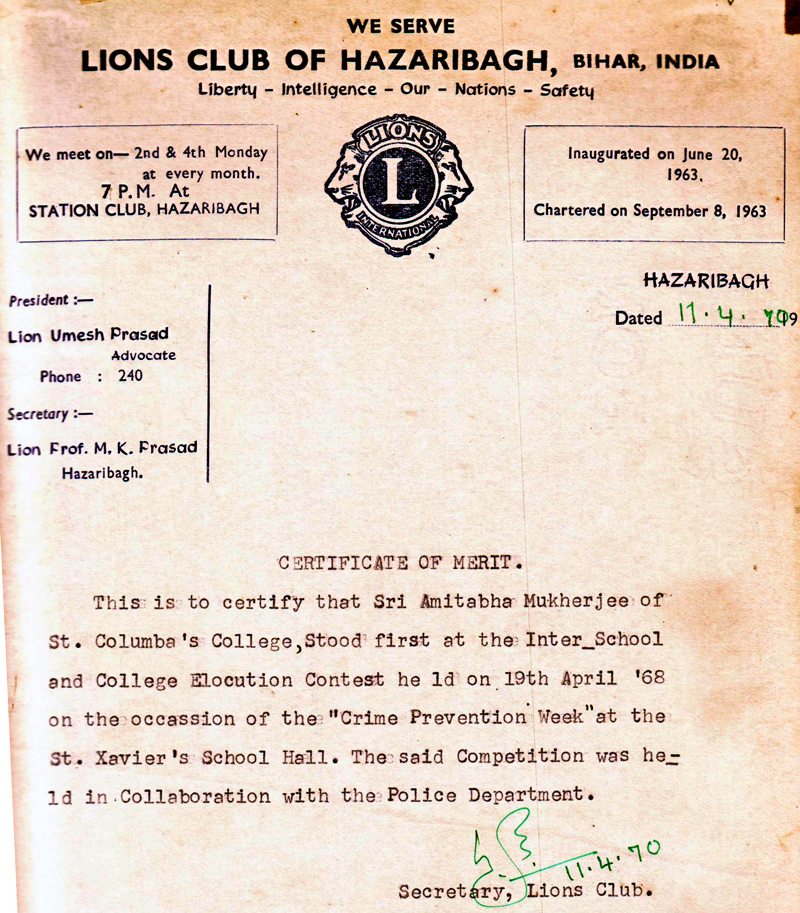 WE SERVE
LIONS CLUB OF HAZARIBAGH, BIHAR, INDIA
Liberty - Intelligence - Our - Nations - Safety
We meet on— 2nd & 4th Monday
at every month.
7 P.M. At
STATION CLUB, HAZARIBAGH
LIONS
L
INTERNATIONAL
Inaugurated on June 20,
1963.
Chartered on September 8, 1963
HAZARIBAGH
Dated 11.4.70
President :—
Lion Umesh Prasad
Advocate
Phone : 240
Secretary :—
Lion Prof. M. K. Prasad
Hazaribagh.
CERTIFICATE OF MERIT.
This is to certify that Sri Amitabha Mukherjee of
St. Columba's College,Stood first at the Inter_School
and College Elocution Contest he ld on 19th April '68
on the occassion of the "Crime Prevention Week"at the
St. Xavier's School Hall. The said Competition was he_
ld in Collaboration with the Police Department.
11.4.70
Secretary, Lions Club.